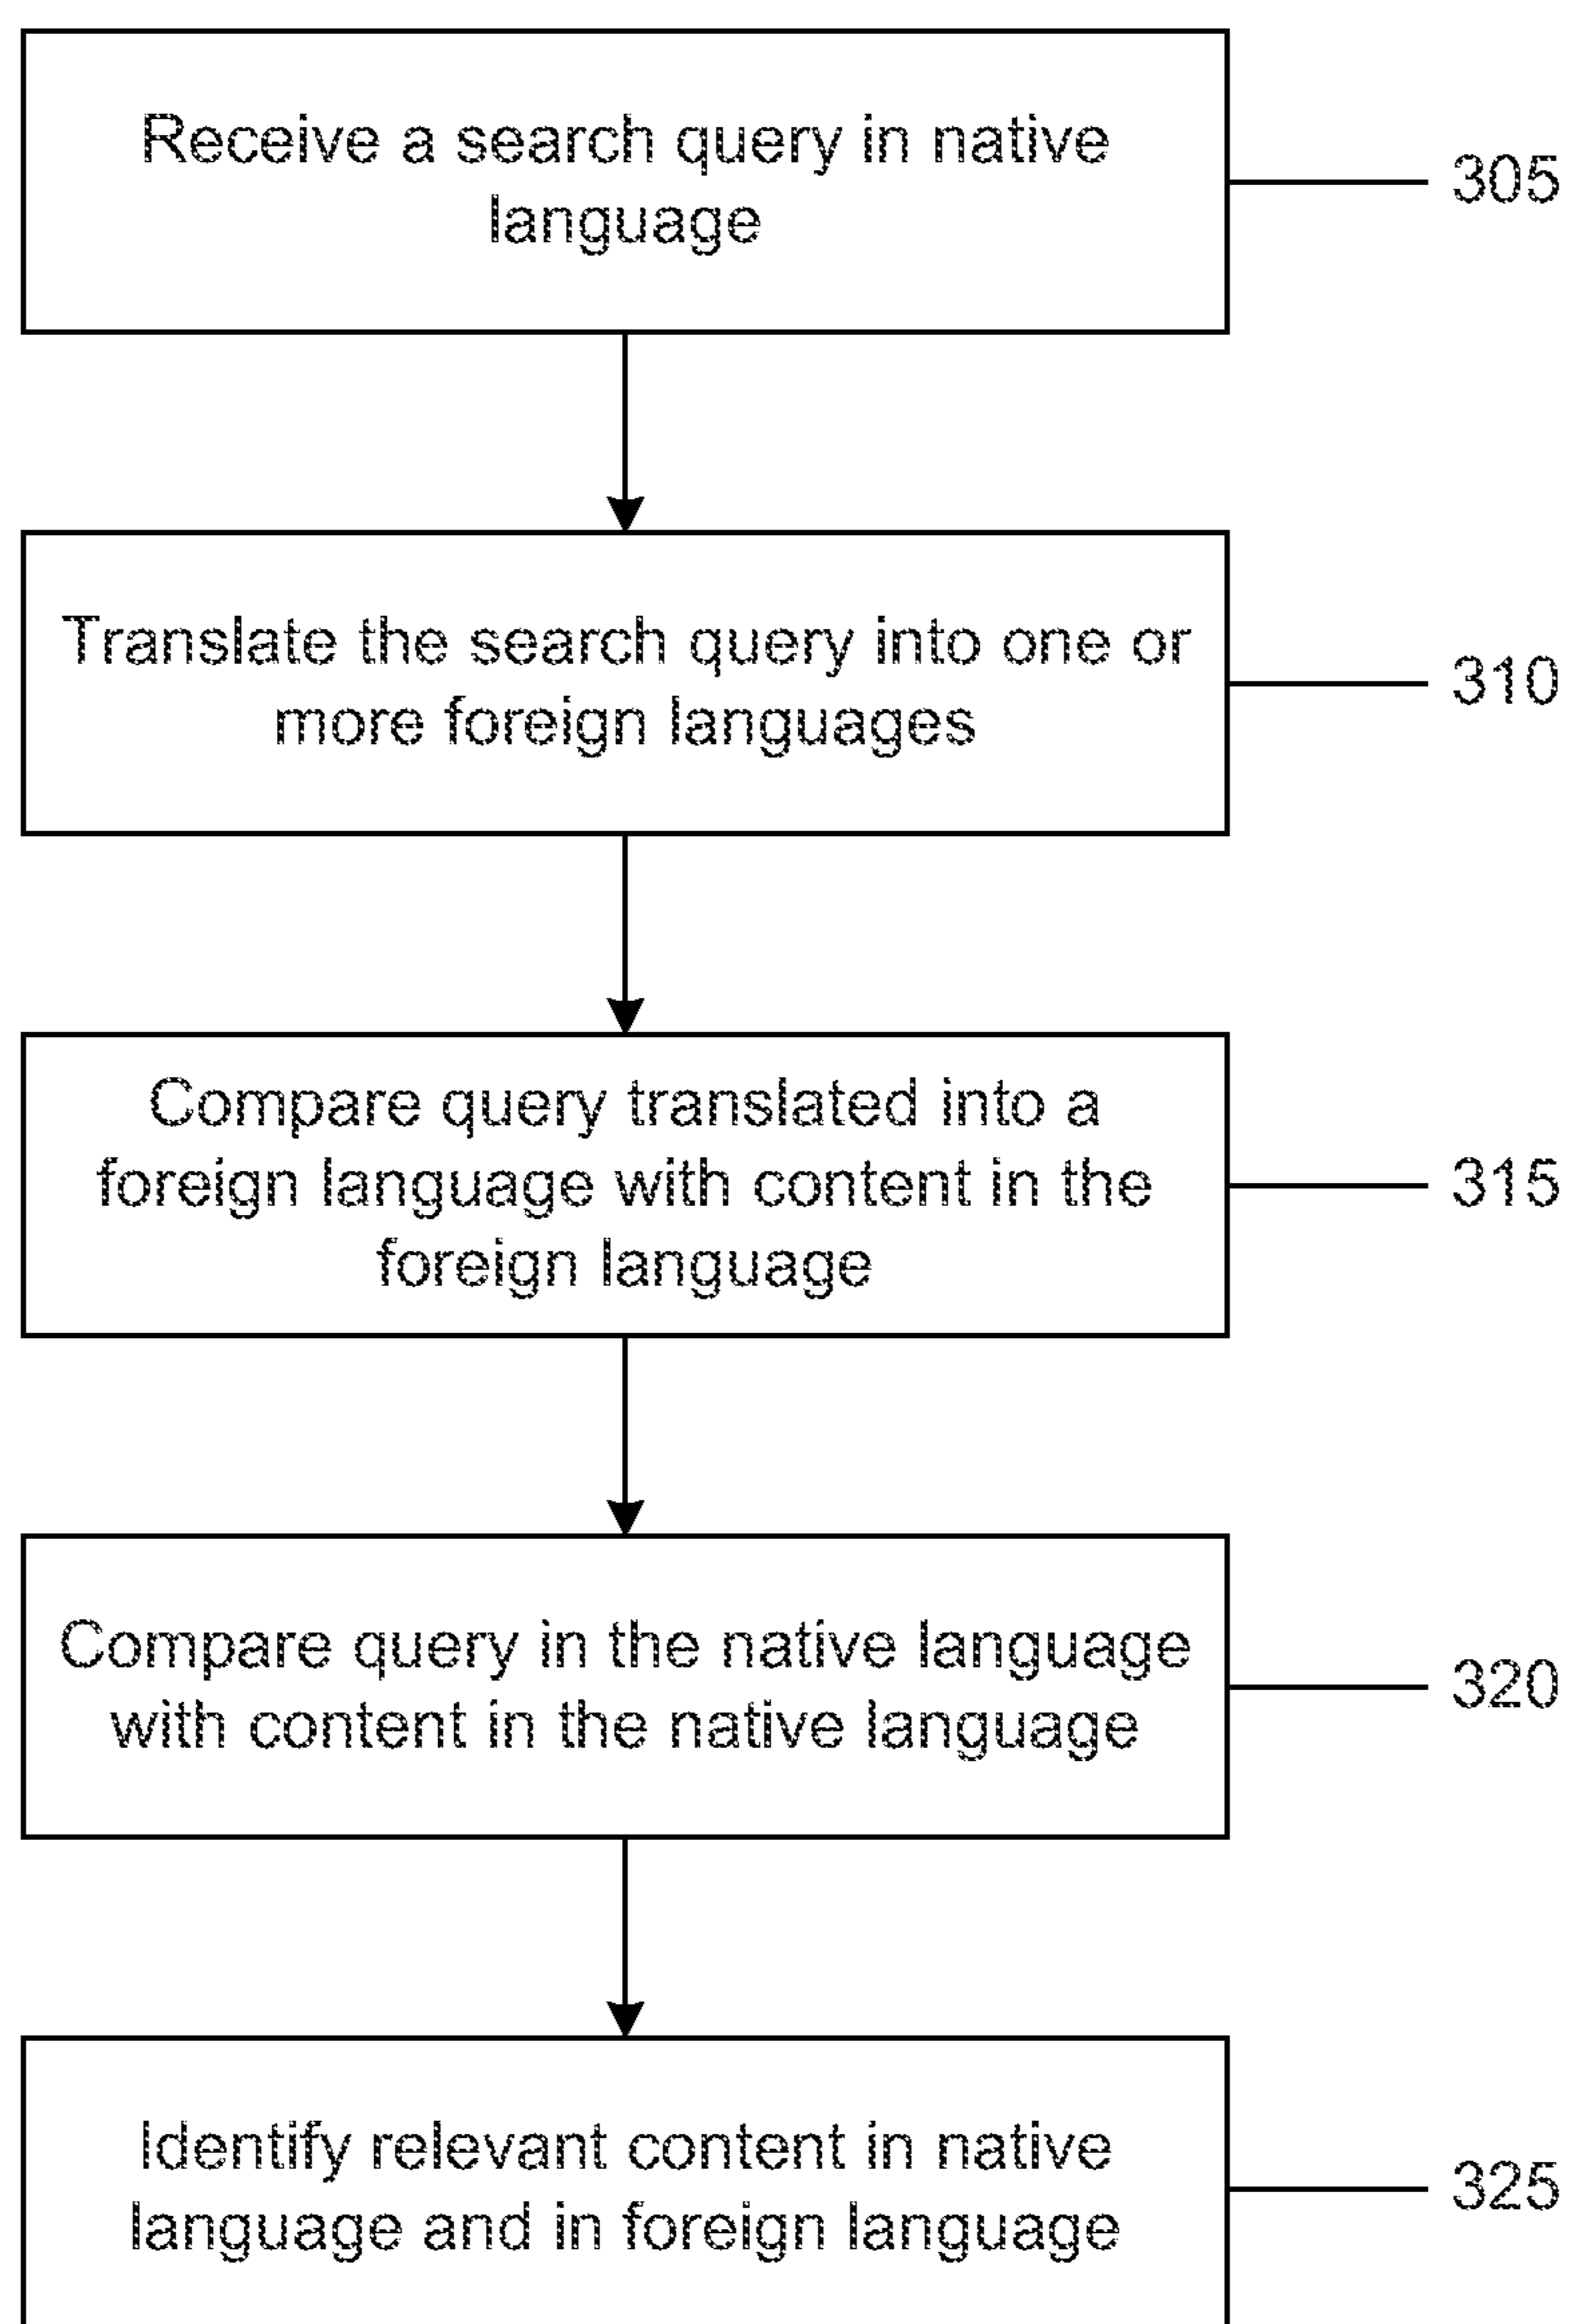 Receive a search query in native
language
305
Translate the search query into one or
more foreign languages
310
Compare query translated into a
foreign language with content in the
foreign language
315
Compare query in the native language
with content in the native language
320
Identify relevant content in native
language and in foreign language
325